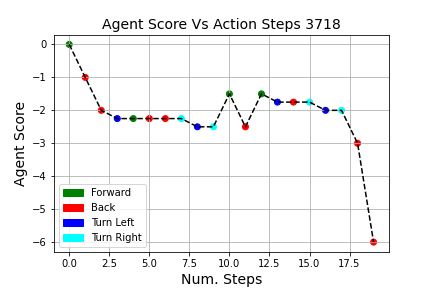 Agent Score Vs Action Steps 3718
Agent Score
0
−1
−2
−3
−4
−5
−6
Forward
Back
Turn Left
Turn Right
0.0 2.5 5.0 7.5 10.0 12.5 15.0 17.5
Num. Steps